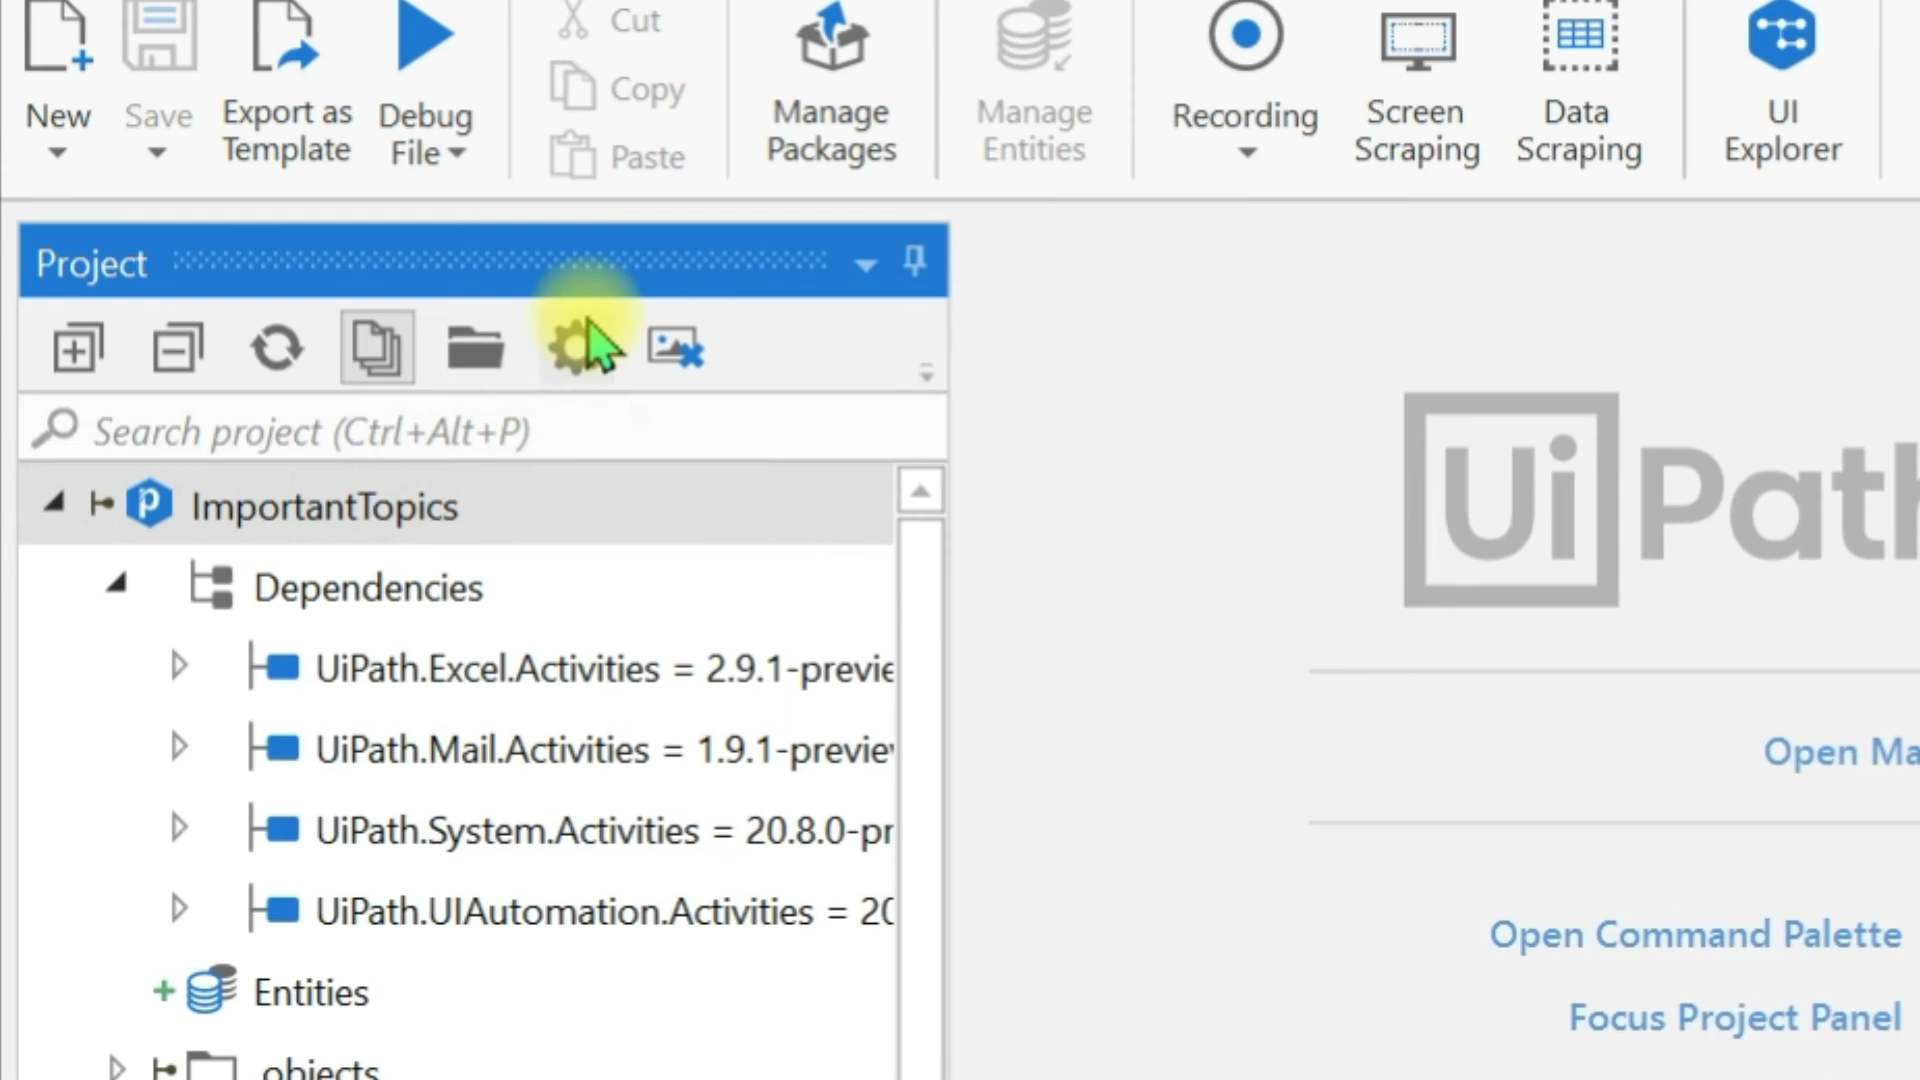 New
Save
Export as
Template
Debug
File
Cut
Copy
Paste
Manage
Packages
Manage
Entities
Recording
Screen
Scraping
Data
Scraping
UI
Explorer
Project
Search project (Ctrl+Alt+P)
ImportantTopics
Dependencies
UiPath.Excel.Activities = 2.9.1-previe
UiPath.Mail.Activities = 1.9.1-preview
UiPath.System.Activities = 20.8.0-pr
UiPath.UIAutomation.Activities = 20
Entities
objects
UiPath
Open Ma
Open Command Palette
Focus Project Panel